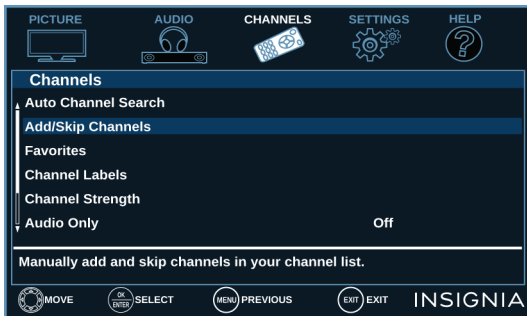 PICTURE AUDIO CHANNELS SETTINGS HELP
?
Channels
Auto Channel Search
Add/Skip Channels
Favorites
Channel Labels
Channel Strength
Audio Only Off
Manually add and skip channels in your channel list.
MOVE OK ENTER SELECT MENU PREVIOUS EXIT EXIT INSIGNIA